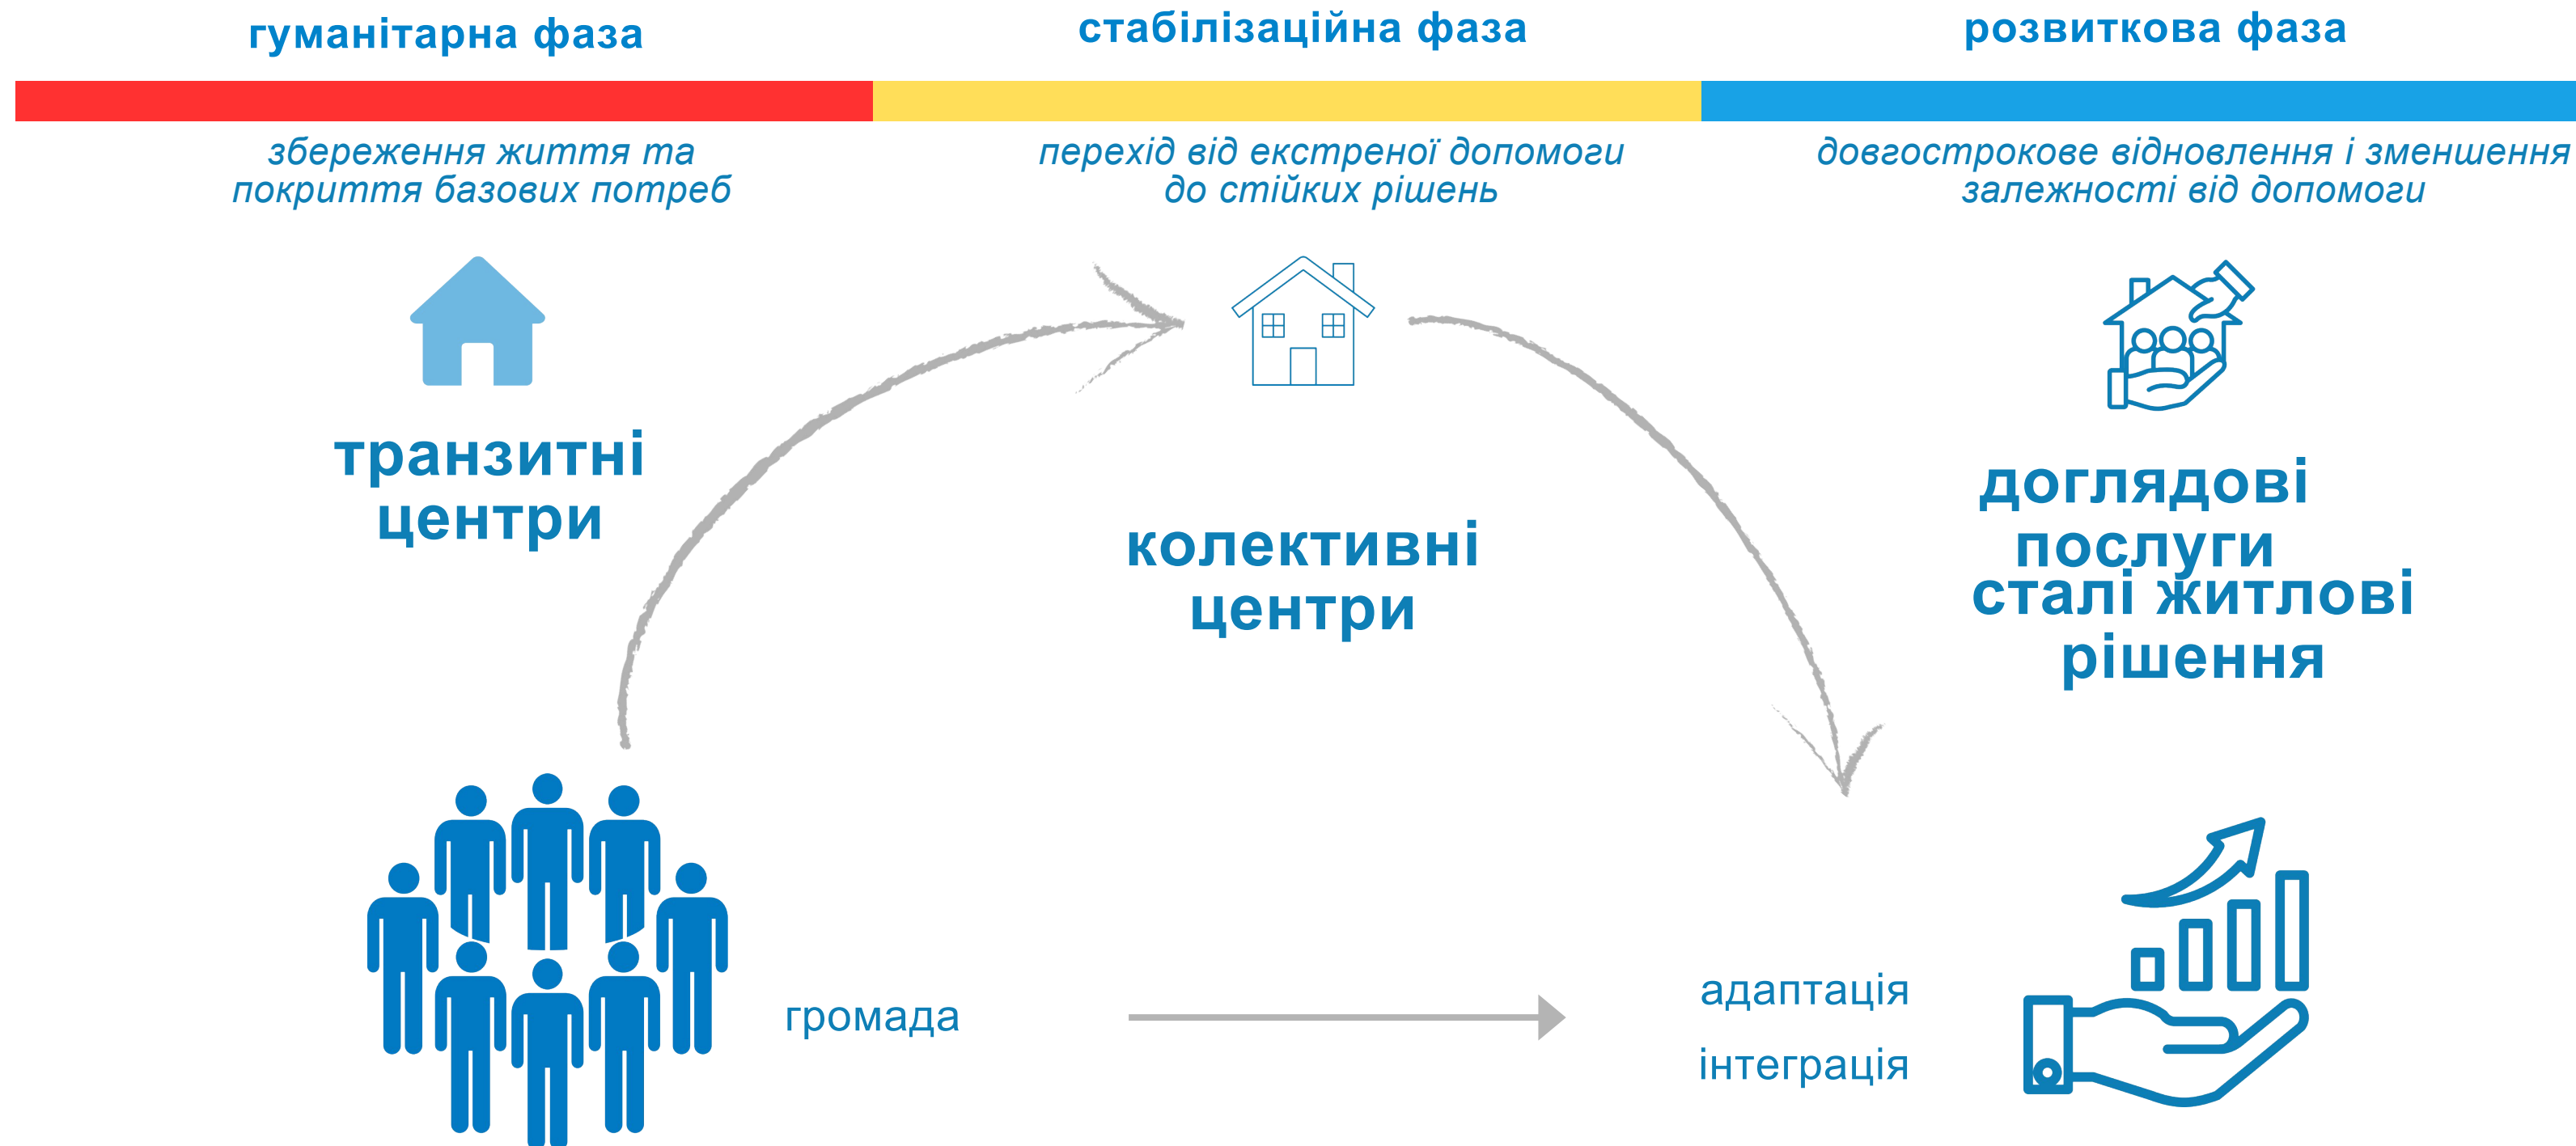 гуманітарна фаза
стабілізаційна фаза
розвиткова фаза
збереження життя та
покриття базових потреб
перехід від екстреної допомоги
до стійких рішень
довгострокове відновлення і зменшення
залежності від допомоги
транзитні
центри
колективні
центри
доглядові
послуги
сталі житлові
рішення
громада
адаптація
інтеграція